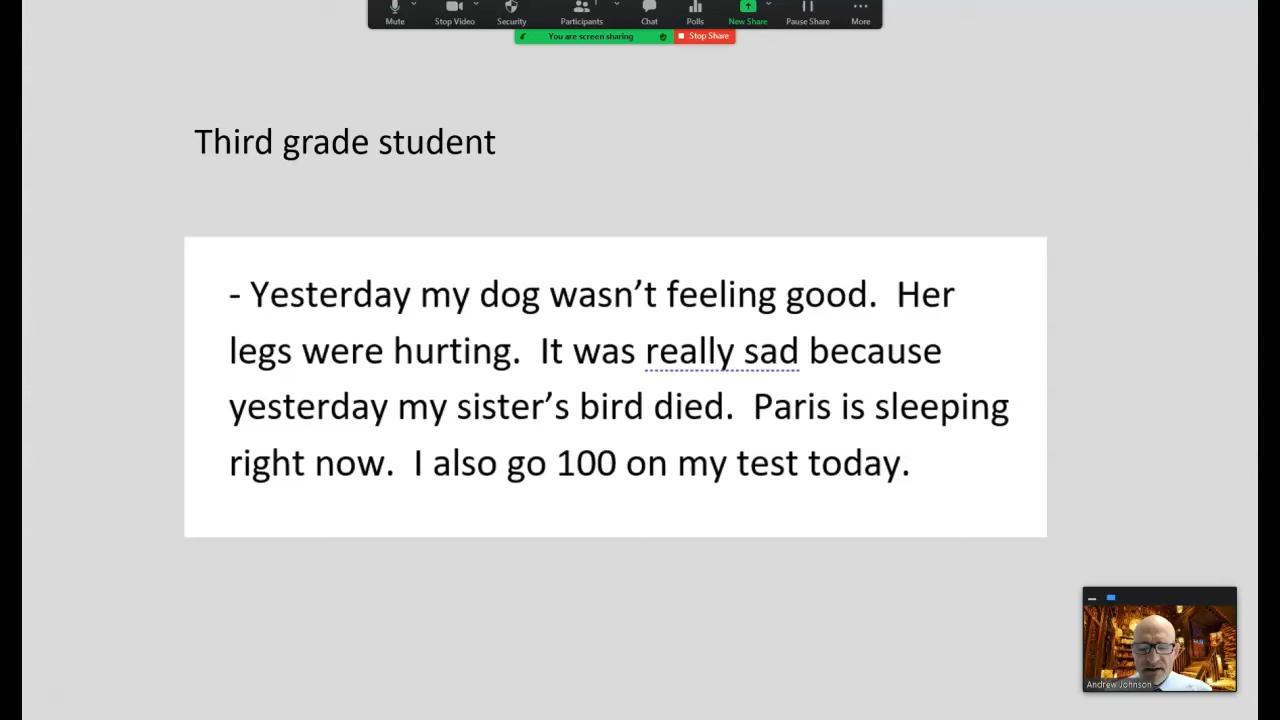 Mute
Stop Video
Security
Participants
Chat
Polls
New Share
Pause Share
More
You are screen sharing
Stop Share
Third grade student
- Yesterday my dog wasn’t feeling good.  Her
legs were hurting.  It was really sad because
yesterday my sister’s bird died.  Paris is sleeping
right now.  I also go 100 on my test today.
Andrew Johnson